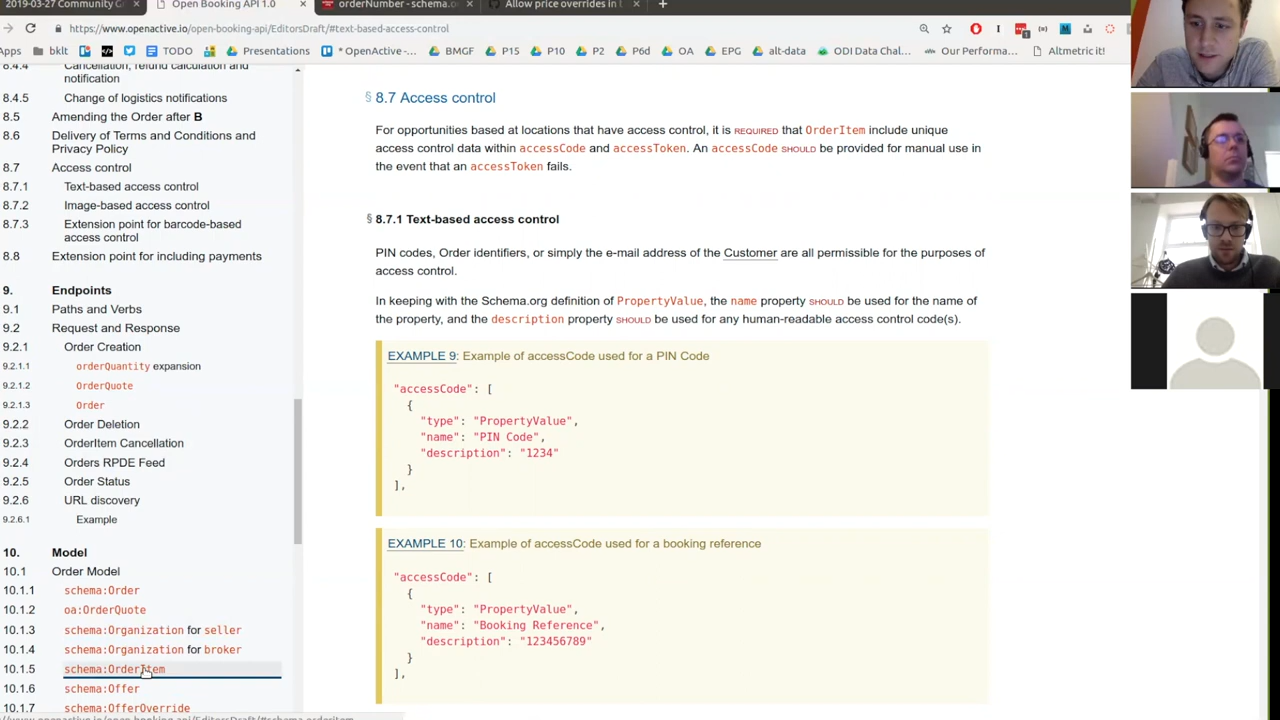 2019-03-27 Community G
Open Booking API 1.0
orderNumber - schema.o
Allow price overrides in
https://www.openactive.io/open-booking-api/EditorsDraft/#text-based-access-control
Apps bklt TODO Presentations * "OpenActive - BMGF P15 P10 P2 P6d OA EPG alt-data ODI Data Chal... Our Performa... Altmetric it!
8.4.4 Cancellation, refund calculation and
notification
8.4.5 Change of logistics notifications
8.5 Amending the Order after B
8.6 Delivery of Terms and Conditions and
Privacy Policy
8.7 Access control
8.7.1 Text-based access control
8.7.2 Image-based access control
8.7.3 Extension point for barcode-based
access control
8.8 Extension point for including payments
9. Endpoints
9.1 Paths and Verbs
9.2 Request and Response
9.2.1 Order Creation
9.2.1.1 orderQuantity expansion
9.2.1.2 OrderQuote
9.2.1.3 Order
9.2.2 Order Deletion
9.2.3 OrderItem Cancellation
9.2.4 Orders RPDE Feed
9.2.5 Order Status
9.2.6 URL discovery
9.2.6.1 Example
10. Model
10.1 Order Model
10.1.1 schema:Order
10.1.2 oa:OrderQuote
10.1.3 schema:Organization for seller
10.1.4 schema:Organization for broker
10.1.5 schema:OrderItem
10.1.6 schema:Offer
10.1.7 schema:OfferOverride
§ 8.7 Access control
For opportunities based at locations that have access control, it is REQUIRED that OrderItem include unique
access control data within accessCode and accessToken. An accessCode SHOULD be provided for manual use in
the event that an accessToken fails.
§ 8.7.1 Text-based access control
PIN codes, Order identifiers, or simply the e-mail address of the Customer are all permissible for the purposes of
access control.
In keeping with the Schema.org definition of PropertyValue, the name property SHOULD be used for the name of
the property, and the description property SHOULD be used for any human-readable access control code(s).
EXAMPLE 9: Example of accessCode used for a PIN Code
"accessCode": [
{
"type": "PropertyValue",
"name": "PIN Code",
"description": "1234"
}
],
EXAMPLE 10: Example of accessCode used for a booking reference
"accessCode": [
{
"type": "PropertyValue",
"name": "Booking Reference",
"description": "123456789"
}
],